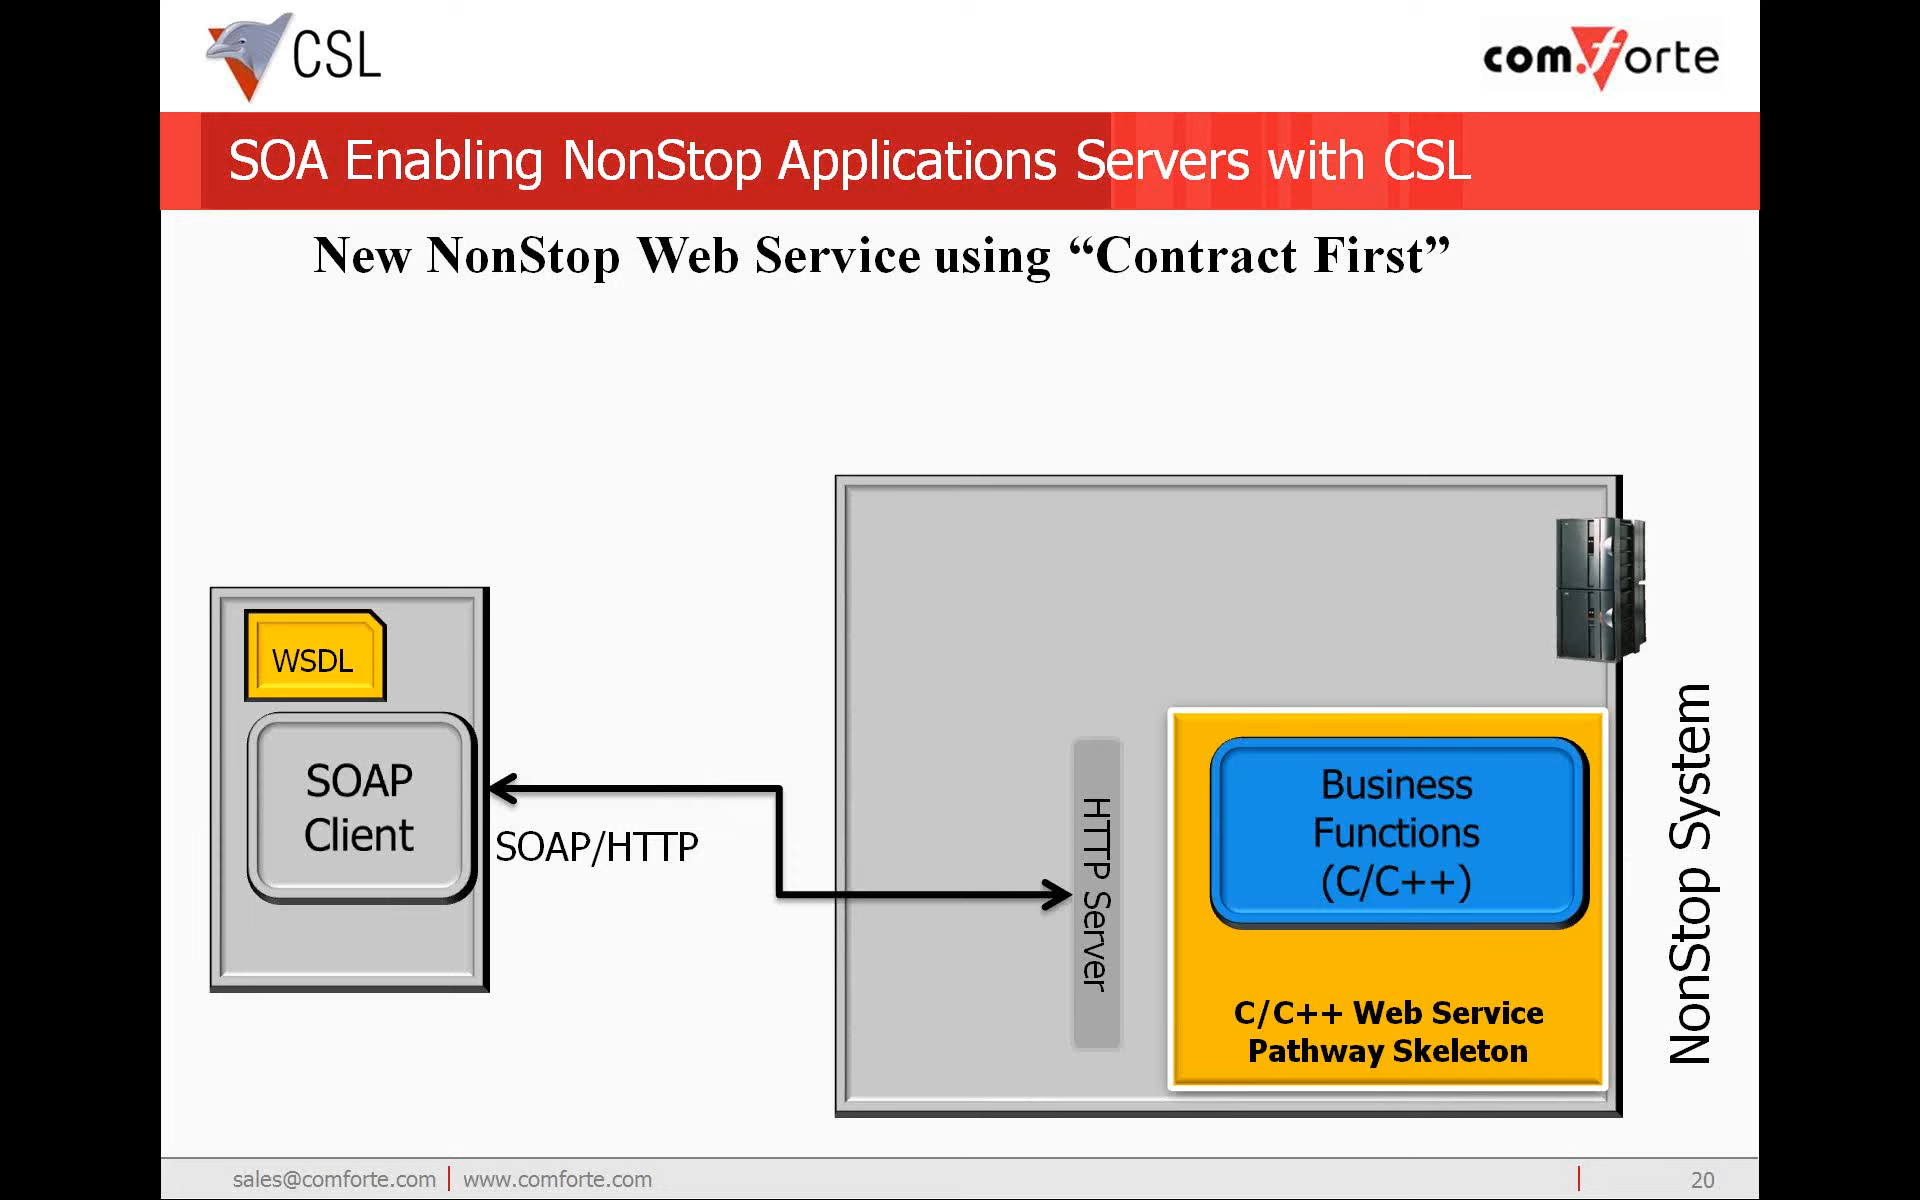 CSL
com.forte
SOA Enabling NonStop Applications Servers with CSL
New NonStop Web Service using “Contract First”
WSDL
SOAP
Client
SOAP/HTTP
HTTP Server
Business
Functions
(C/C++)
C/C++ Web Service
Pathway Skeleton
NonStop System
sales@comforte.com | www.comforte.com
20